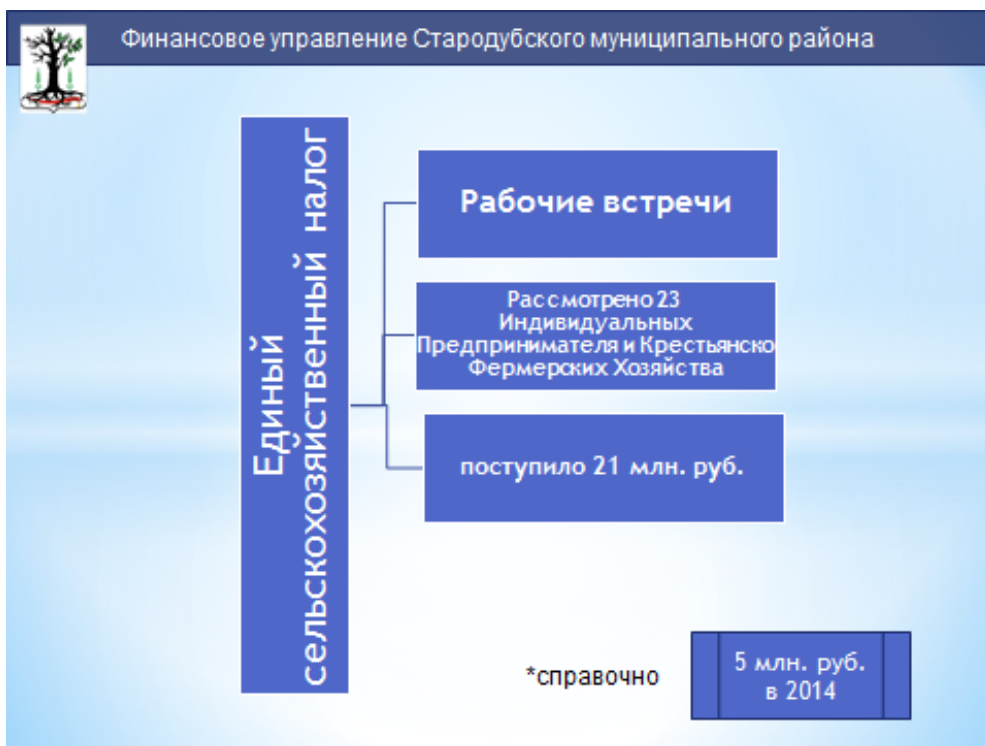 Финансовое управление Стародубского муниципального района
Единый
сельскохозяйственный налог
Рабочие встречи
Рассмотрено 23
Индивидуальных
Предпринимателя и Крестьянско
Фермерских Хозяйства
поступило 21 млн. руб.
*справочно
5 млн. руб.
в 2014